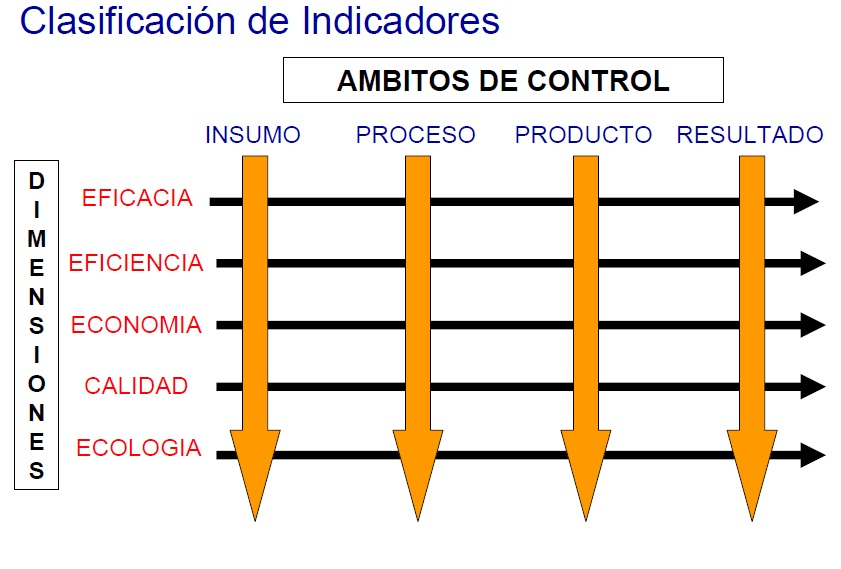 Clasificación de Indicadores
AMBITOS DE CONTROL
INSUMO PROCESO PRODUCTO RESULTADO
DIMENSIONES
EFICACIA
EFICIENCIA
ECONOMIA
CALIDAD
ECOLOGIA